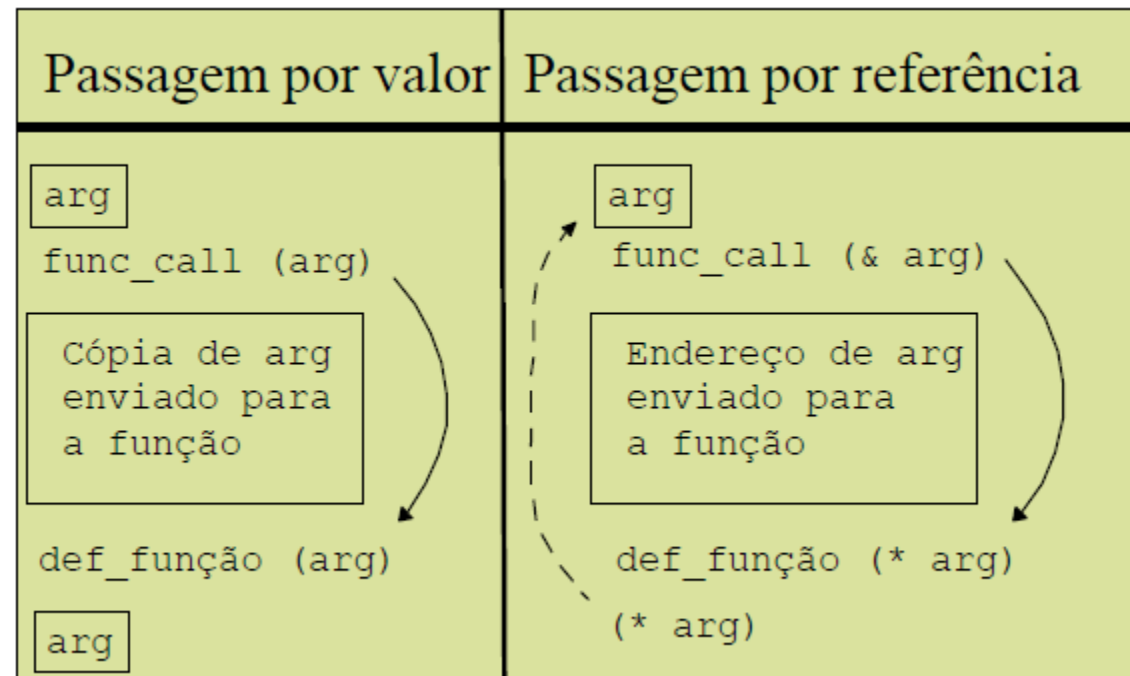 Passagem por valor
Passagem por referência
arg
func_call (arg)
Cópia de arg
enviado para
a função
def_função (arg)
arg
arg
func_call (& arg)
Endereço de arg
enviado para
a função
def_função (* arg)
(* arg)